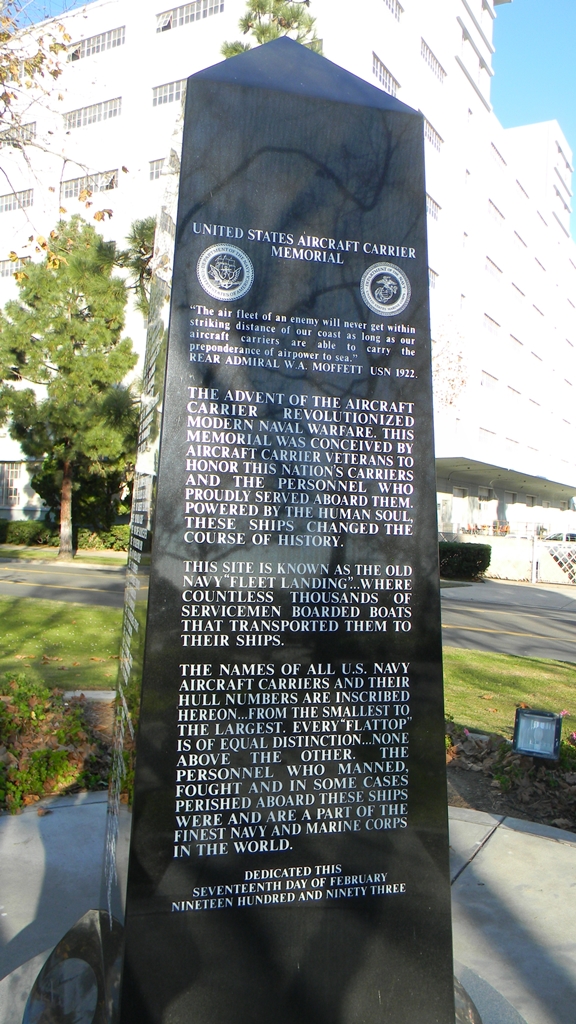 UNITED STATES AIRCRAFT CARRIER
MEMORIAL
"The air fleet of an enemy will never get within
striking distance of our coast as long as our
aircraft carriers are able to carry the
preponderance of airpower to sea."
REAR ADMIRAL W.A. MOFFETT USN 1922.
THE ADVENT OF THE AIRCRAFT
CARRIER REVOLUTIONIZED
MODERN NAVAL WARFARE. THIS
MEMORIAL WAS CONCEIVED BY
AIRCRAFT CARRIER VETERANS TO
HONOR THIS NATION'S CARRIERS
AND THE PERSONNEL WHO
PROUDLY SERVED ABOARD THEM.
POWERED BY THE HUMAN SOUL,
THESE SHIPS CHANGED THE
COURSE OF HISTORY.
THIS SITE IS KNOWN AS THE OLD
NAVY "FLEET LANDING"...WHERE
COUNTLESS THOUSANDS OF
SERVICEMEN BOARDED BOATS
THAT TRANSPORTED THEM TO
THEIR SHIPS.
THE NAMES OF ALL U.S. NAVY
AIRCRAFT CARRIERS AND THEIR
HULL NUMBERS ARE INSCRIBED
HEREON...FROM THE SMALLEST TO
THE LARGEST. EVERY "FLATTOP"
IS OF EQUAL DISTINCTION...NONE
ABOVE THE OTHER. THE
PERSONNEL WHO MANNED,
FOUGHT AND IN SOME CASES
PERISHED ABOARD THESE SHIPS
WERE AND ARE A PART OF THE
FINEST NAVY AND MARINE CORPS
IN THE WORLD.
DEDICATED THIS
SEVENTEENTH DAY OF FEBRUARY
NINETEEN HUNDRED AND NINETY THREE